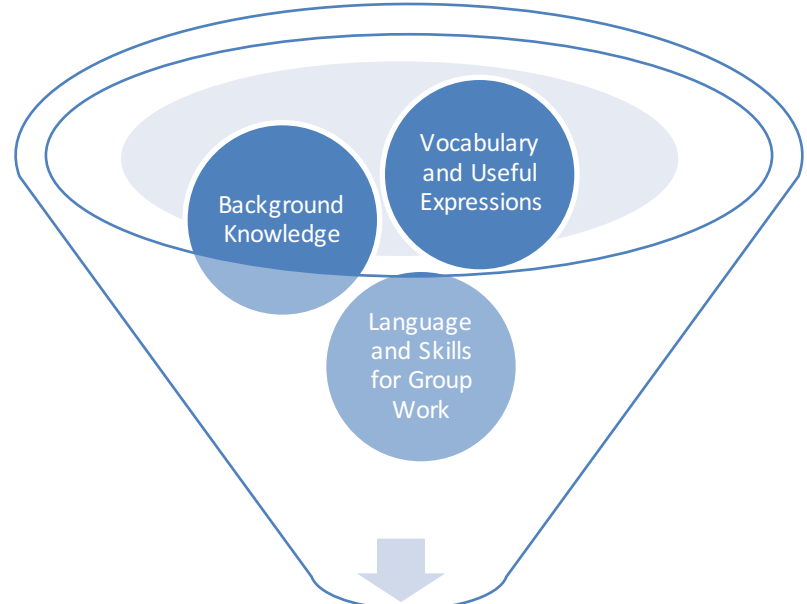 Vocabulary
and Useful
Expressions
Background
Knowledge
Language
and Skills
for Group
Work